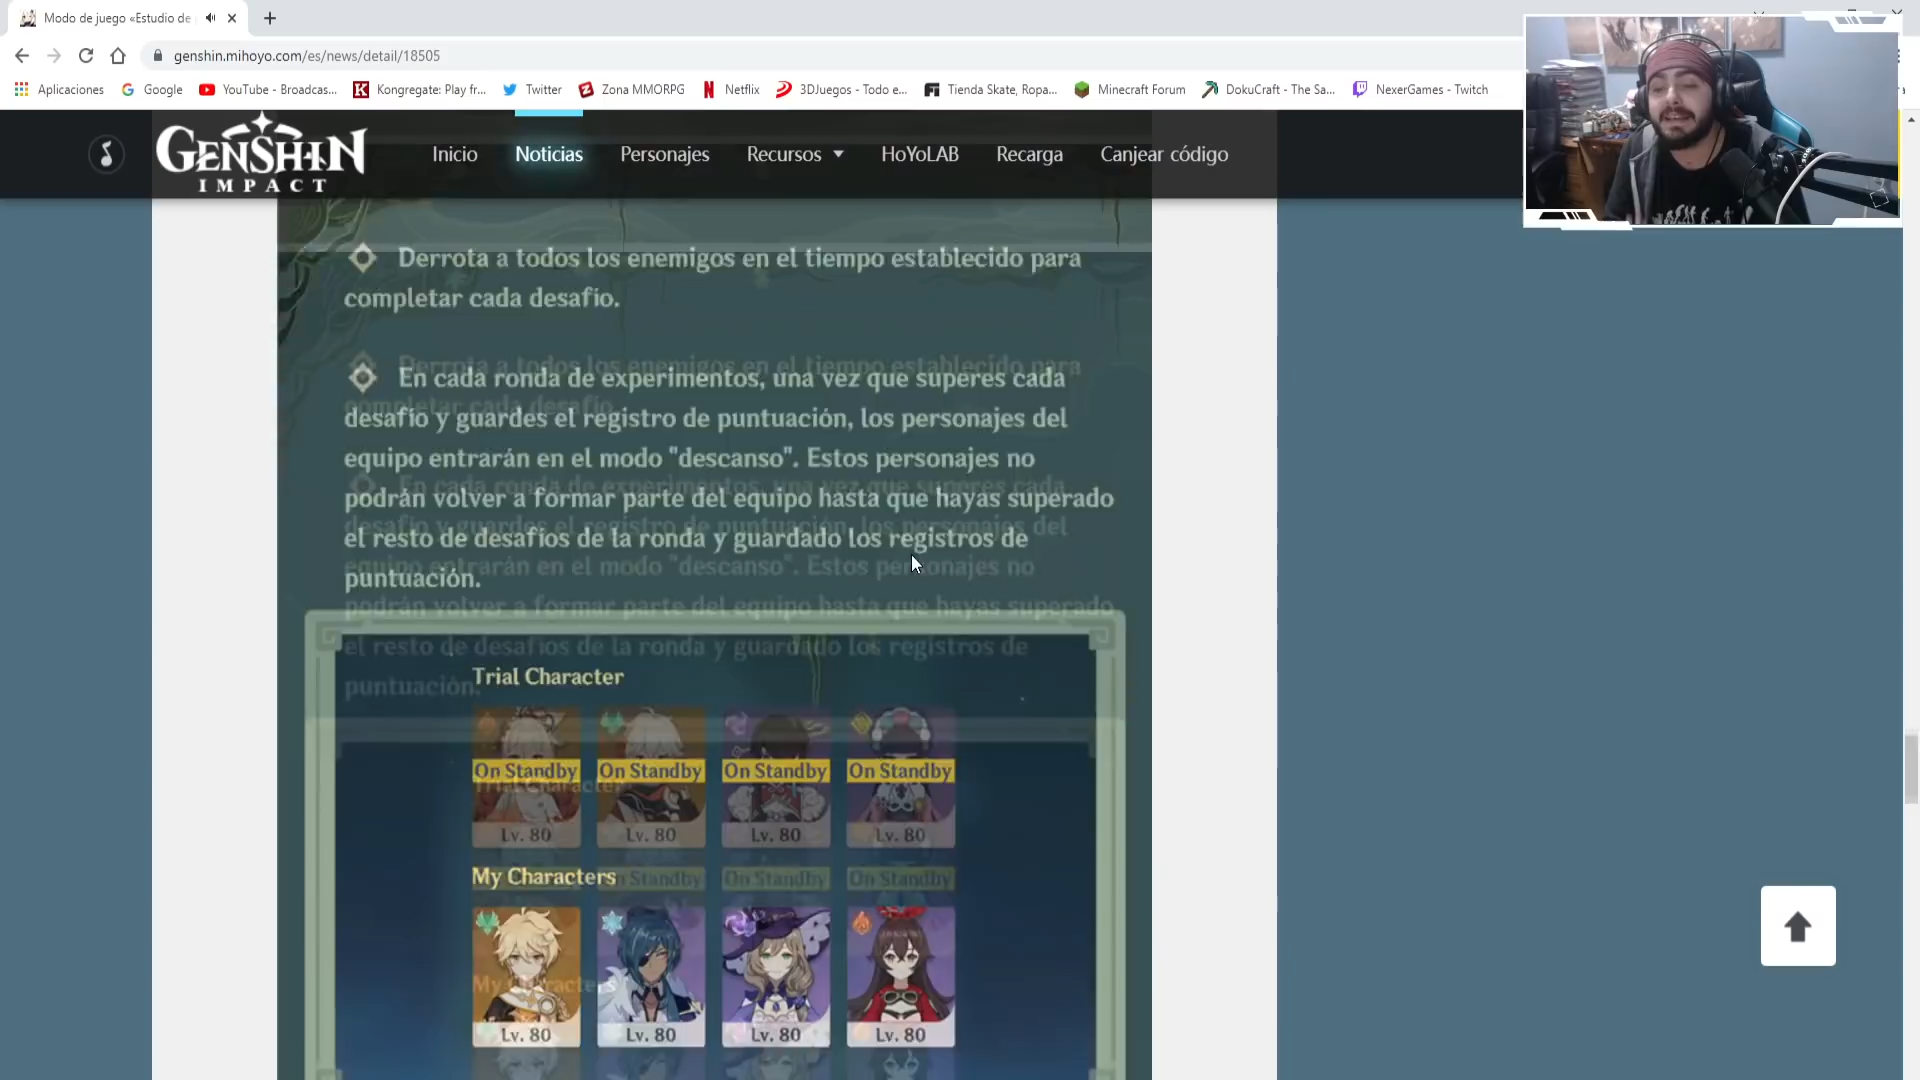 Modo de juego «Estudio de
genshin.mihoyo.com/es/news/detail/18505
Aplicaciones Google YouTube - Broadcas... Kongregate: Play fr... Twitter Zona MMORPG Netflix 3DJuegos - Todo e... Tienda Skate, Ropa... Minecraft Forum DokuCraft - The Sa... NexerGames - Twitch
GENSHIN
IMPACT
Inicio Noticias Personajes Recursos HoYoLAB Recarga Canjear código
Derrota a todos los enemigos en el tiempo establecido para
completar cada desafío.
En cada ronda de experimentos, una vez que superes cada
desafío y guardes el registro de puntuación, los personajes del
equipo entrarán en el modo "descanso". Estos personajes no
podrán volver a formar parte del equipo hasta que hayas superado
el resto de desafíos de la ronda y guardado los registros de
puntuación.
Trial Character
On Standby On Standby On Standby On Standby
Lv. 80 Lv. 80 Lv. 80 Lv. 80
My Characters
Lv. 80 Lv. 80 Lv. 80 Lv. 80